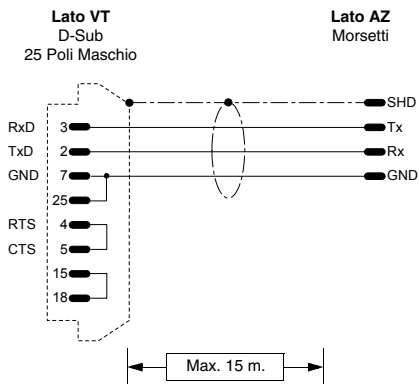 Lato VT
D-Sub
25 Poli Maschio
Lato AZ
Morsetti
SHD
RxD 3 Tx
TxD 2 Rx
GND 7 GND
25
RTS 4
CTS 5
15
18
Max. 15 m.